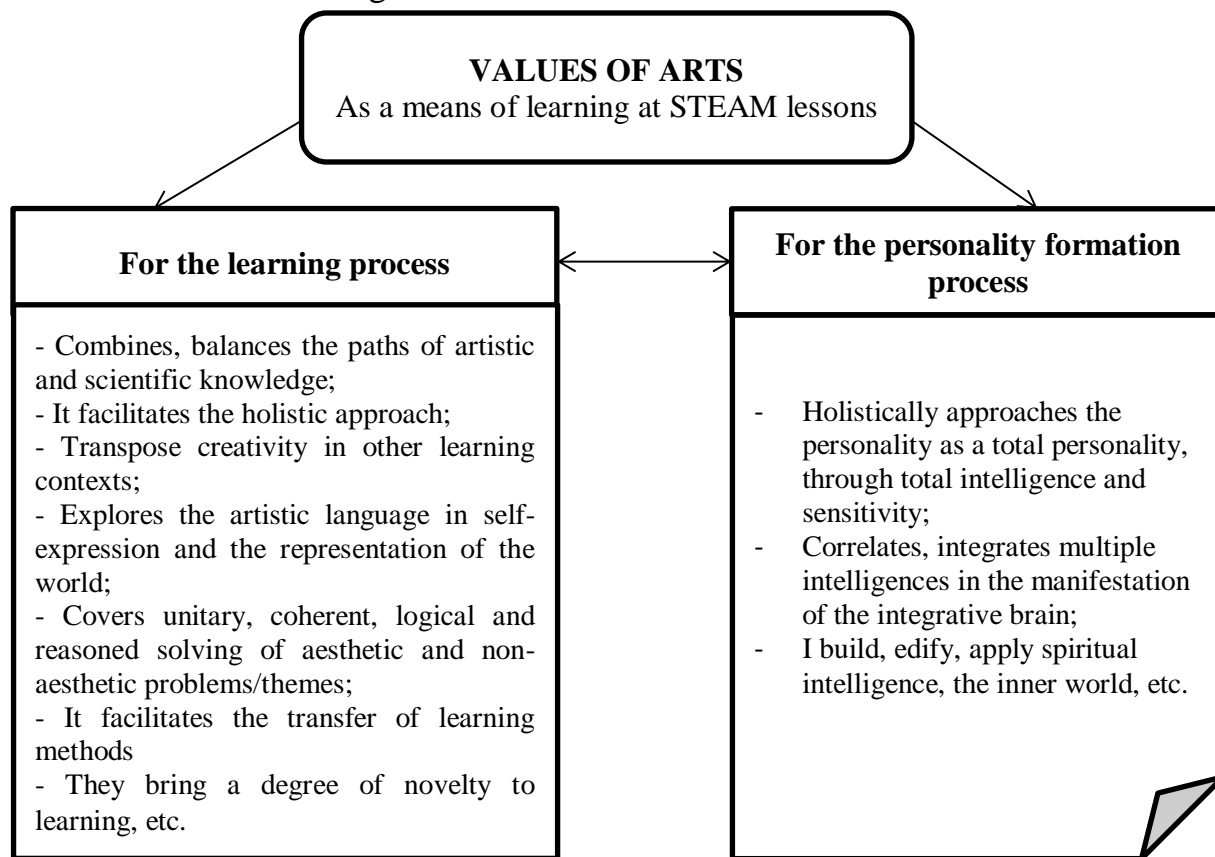 VALUES OF ARTS
As a means of learning at STEAM lessons
For the learning process
- Combines, balances the paths of artistic
and scientific knowledge;
- It facilitates the holistic approach;
- Transpose creativity in other learning
contexts;
- Explores the artistic language in self-
expression and the representation of the
world;
- Covers unitary, coherent, logical and
reasoned solving of aesthetic and non-
aesthetic problems/themes;
- It facilitates the transfer of learning
methods
- They bring a degree of novelty to
learning, etc.
For the personality formation
process
- Holistically approaches the
personality as a total personality,
through total intelligence and
sensitivity;
- Correlates, integrates multiple
intelligences in the manifestation
of the integrative brain;
- I build, edify, apply spiritual
intelligence, the inner world, etc.